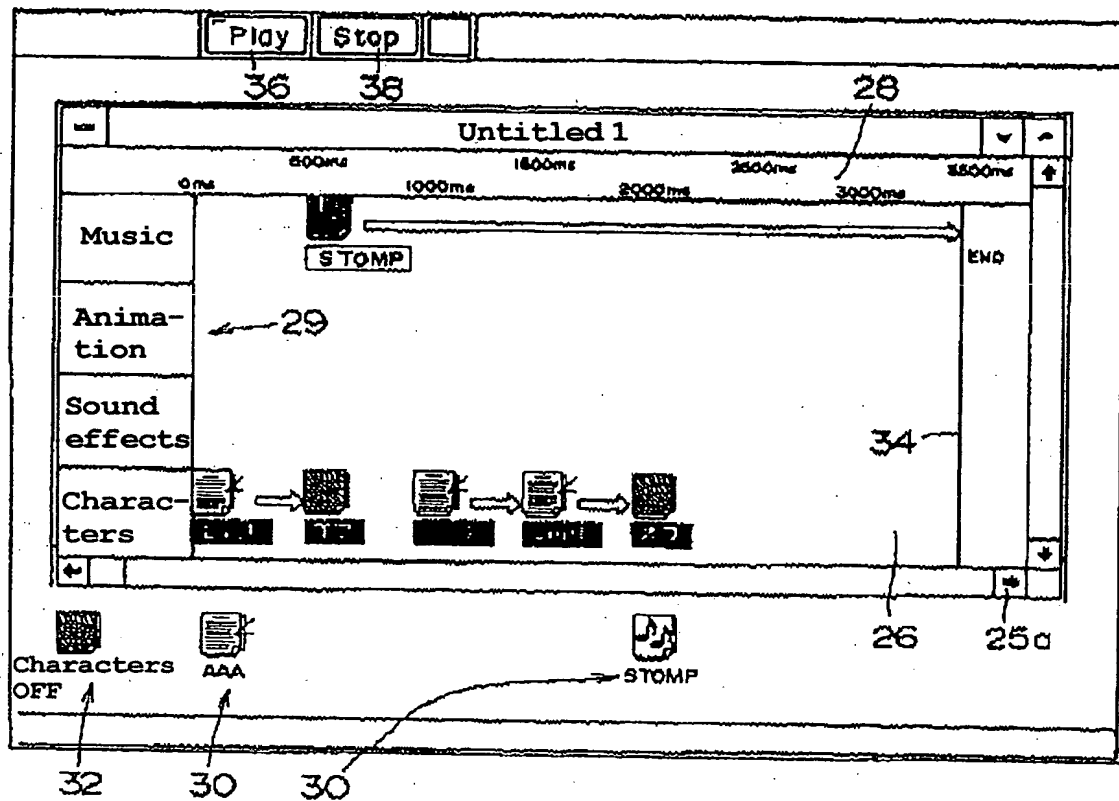 Play Stop
36 38 28
Untitled 1
500ms 1500ms 2500ms 3500ms
0ms 1000ms 2000ms 3000ms
Music
STOMP
END
Anima-
tion
29
Sound
effects
34
Charac-
ters
26 25a
Characters
OFF
AAA
STOMP
32 30 30